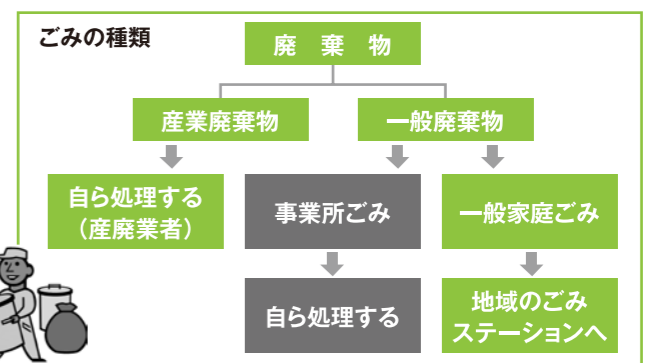 ごみの種類
廃棄物
産業廃棄物
一般廃棄物
自ら処理する
（産廃業者）
事業所ごみ
一般家庭ごみ
自ら処理する
地域のごみ
ステーションへ